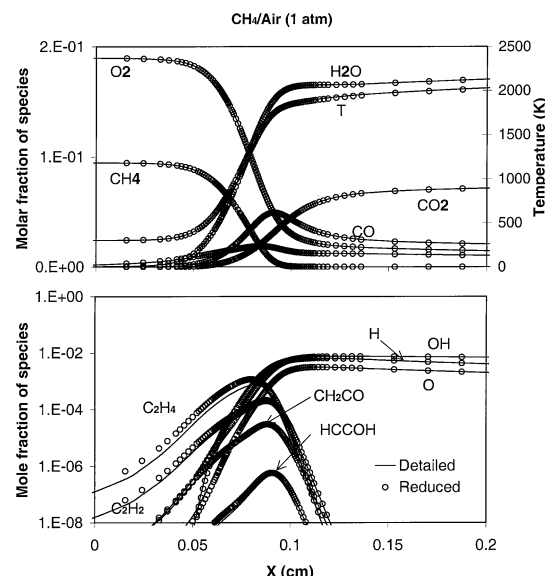 CH4/Air (1 atm)
2.E-01
1.E-01
0.E+00
Molar fraction of species
2500
2000
1500
1000
500
0
Temperature (K)
O2
H2O
T
CH4
CO2
CO
1.E+00
1.E-02
1.E-04
1.E-06
1.E-08
Mole fraction of species
H
OH
O
C2H4
CH2CO
HCCOH
C2H2
Detailed
Reduced
0
0.05
0.1
0.15
0.2
X (cm)